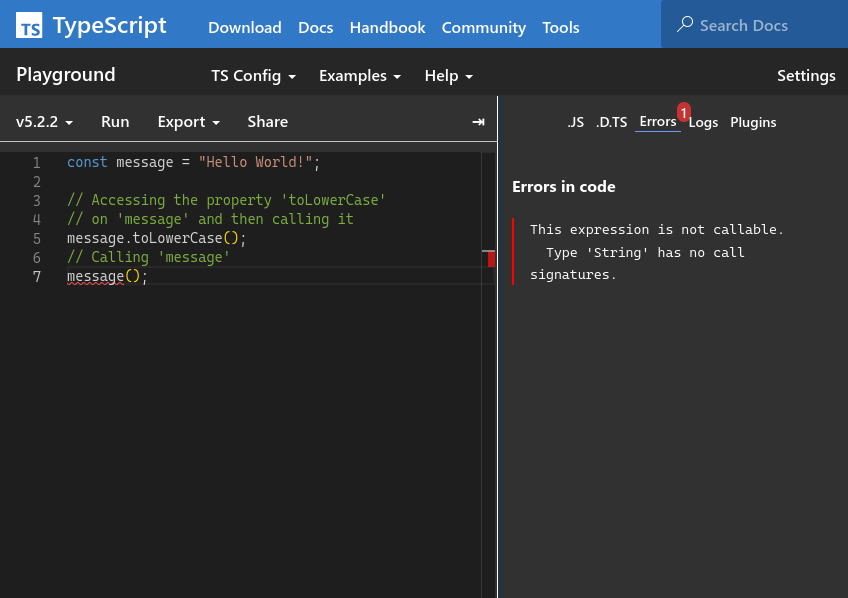 TS TypeScript Download Docs Handbook Community Tools Search Docs
Playground TS Config Examples Help Settings
v5.2.2 Run Export Share .JS .D.TS Errors 1 Logs Plugins
1 const message = "Hello World!";
2
3 // Accessing the property 'toLowerCase'
4 // on 'message' and then calling it
5 message.toLowerCase();
6 // Calling 'message'
7 message();
Errors in code
This expression is not callable.
Type 'String' has no call
signatures.